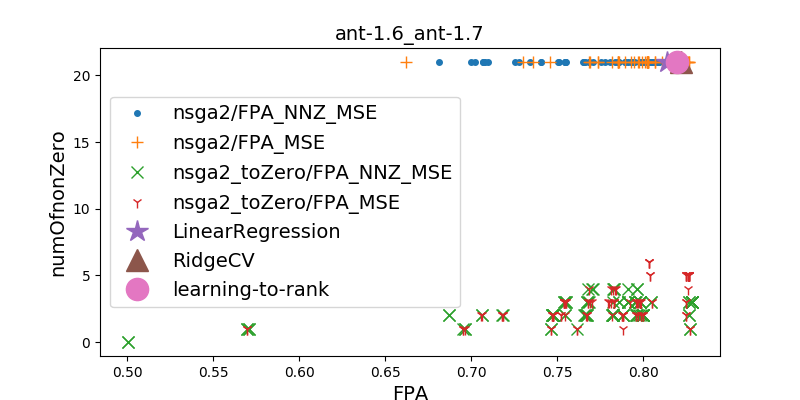 ant-1.6_ant-1.7
numOfnonZero
20
15
10
5
0
nsga2/FPA_NNZ_MSE
nsga2/FPA_MSE
nsga2_toZero/FPA_NNZ_MSE
nsga2_toZero/FPA_MSE
LinearRegression
RidgeCV
learning-to-rank
0.50 0.55 0.60 0.65 0.70 0.75 0.80
FPA